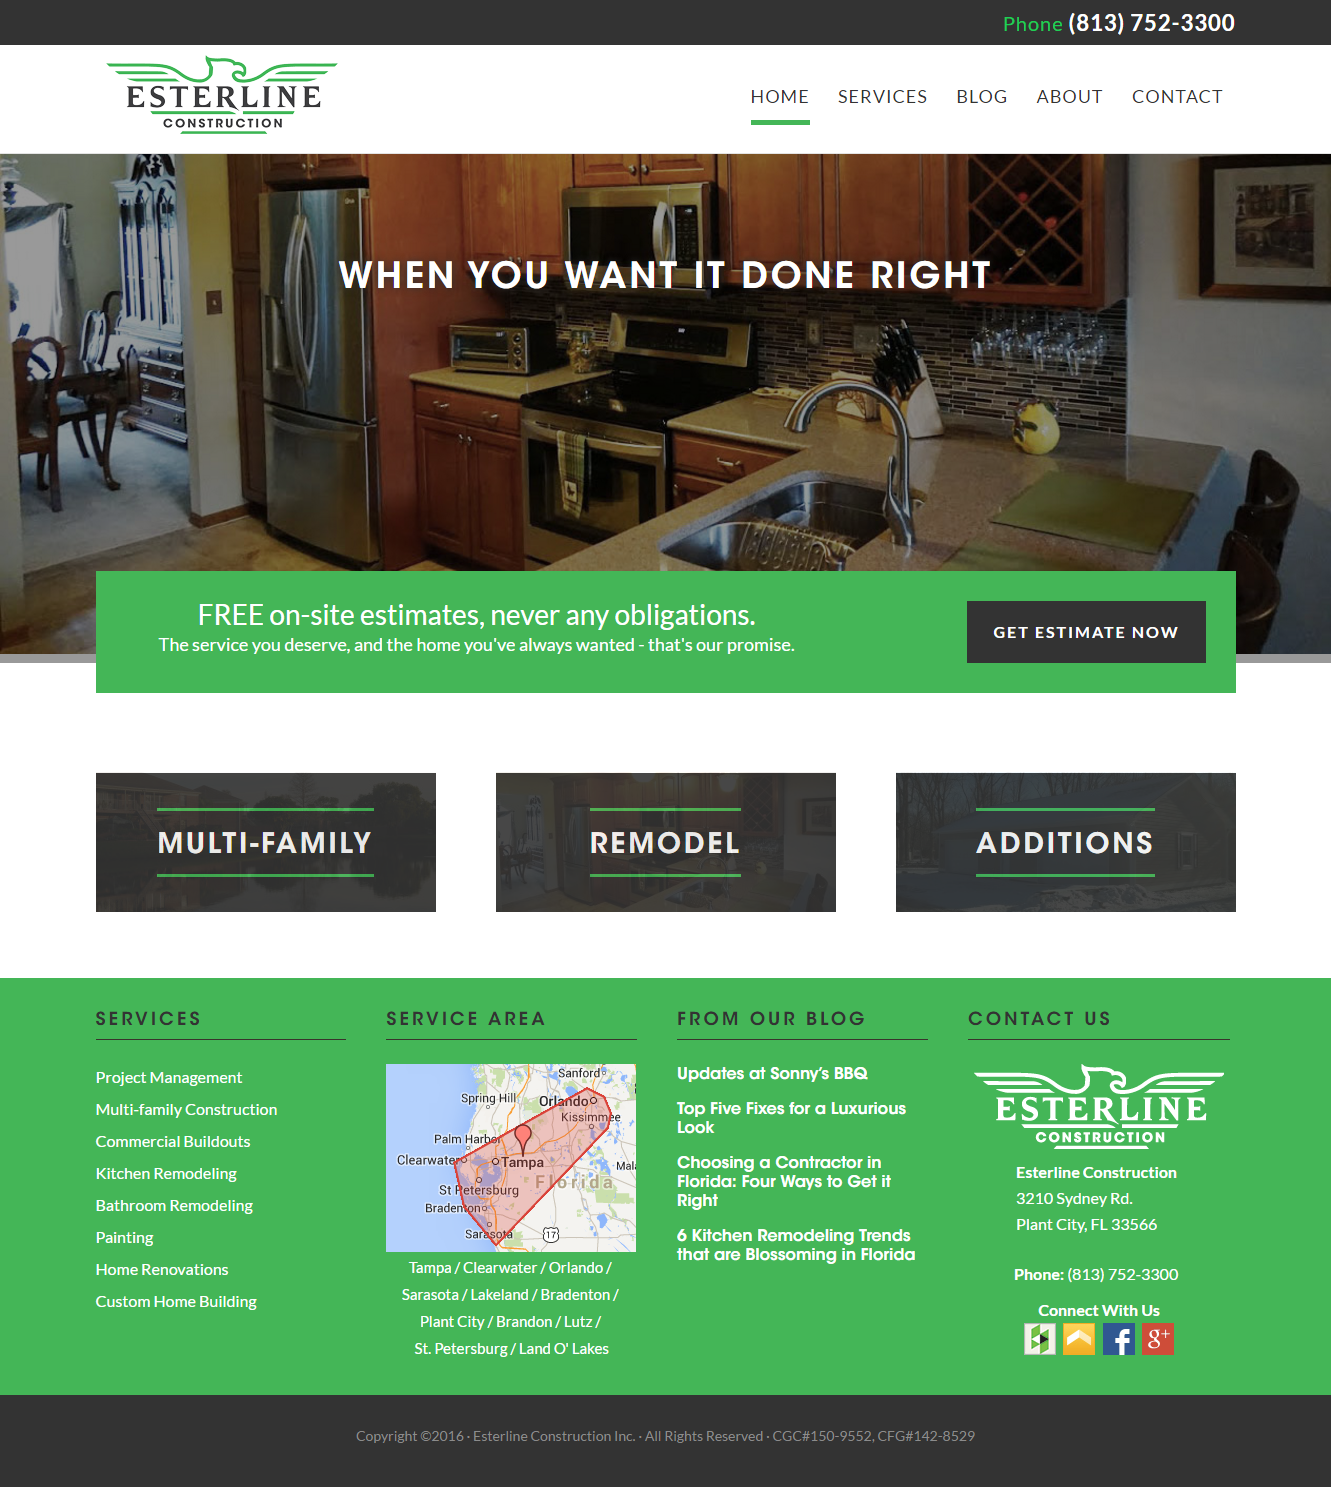 Phone (813) 752-3300
ESTERLINE
CONSTRUCTION
HOME SERVICES BLOG ABOUT CONTACT
WHEN YOU WANT IT DONE RIGHT
FREE on-site estimates, never any obligations.
The service you deserve, and the home you've always wanted - that's our promise.
GET ESTIMATE NOW
MULTI-FAMILY
REMODEL
ADDITIONS
SERVICES
Project Management
Multi-family Construction
Commercial Buildouts
Kitchen Remodeling
Bathroom Remodeling
Painting
Home Renovations
Custom Home Building
SERVICE AREA
Sanford
Spring Hill
Orlando
Kissimmee
Palm Harbor
Clearwater
Tampa
Mala
St Petersburg
Florida
Bradenton
Sarasota
17
Tampa / Clearwater / Orlando /
Sarasota / Lakeland / Bradenton /
Plant City / Brandon / Lutz /
St. Petersburg / Land O' Lakes
FROM OUR BLOG
Updates at Sonny's BBQ
Top Five Fixes for a Luxurious
Look
Choosing a Contractor in
Florida: Four Ways to Get it
Right
6 Kitchen Remodeling Trends
that are Blossoming in Florida
CONTACT US
ESTERLINE
CONSTRUCTION
Esterline Construction
3210 Sydney Rd.
Plant City, FL 33566
Phone: (813) 752-3300
Connect With Us
f
g+
Copyright ©2016 · Esterline Construction Inc. · All Rights Reserved · CGC#150-9552, CFG#142-8529